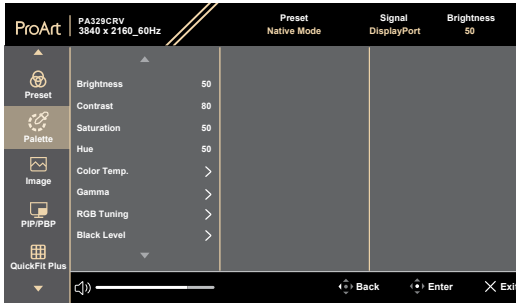 ProArt
PA329CRV
3840 x 2160_60Hz
Preset
Native Mode
Signal
DisplayPort
Brightness
50
Preset
Palette
Image
PIP/PBP
QuickFit Plus
Brightness 50
Contrast 80
Saturation 50
Hue 50
Color Temp.
Gamma
RGB Tuning
Black Level
Back
Enter
Exit